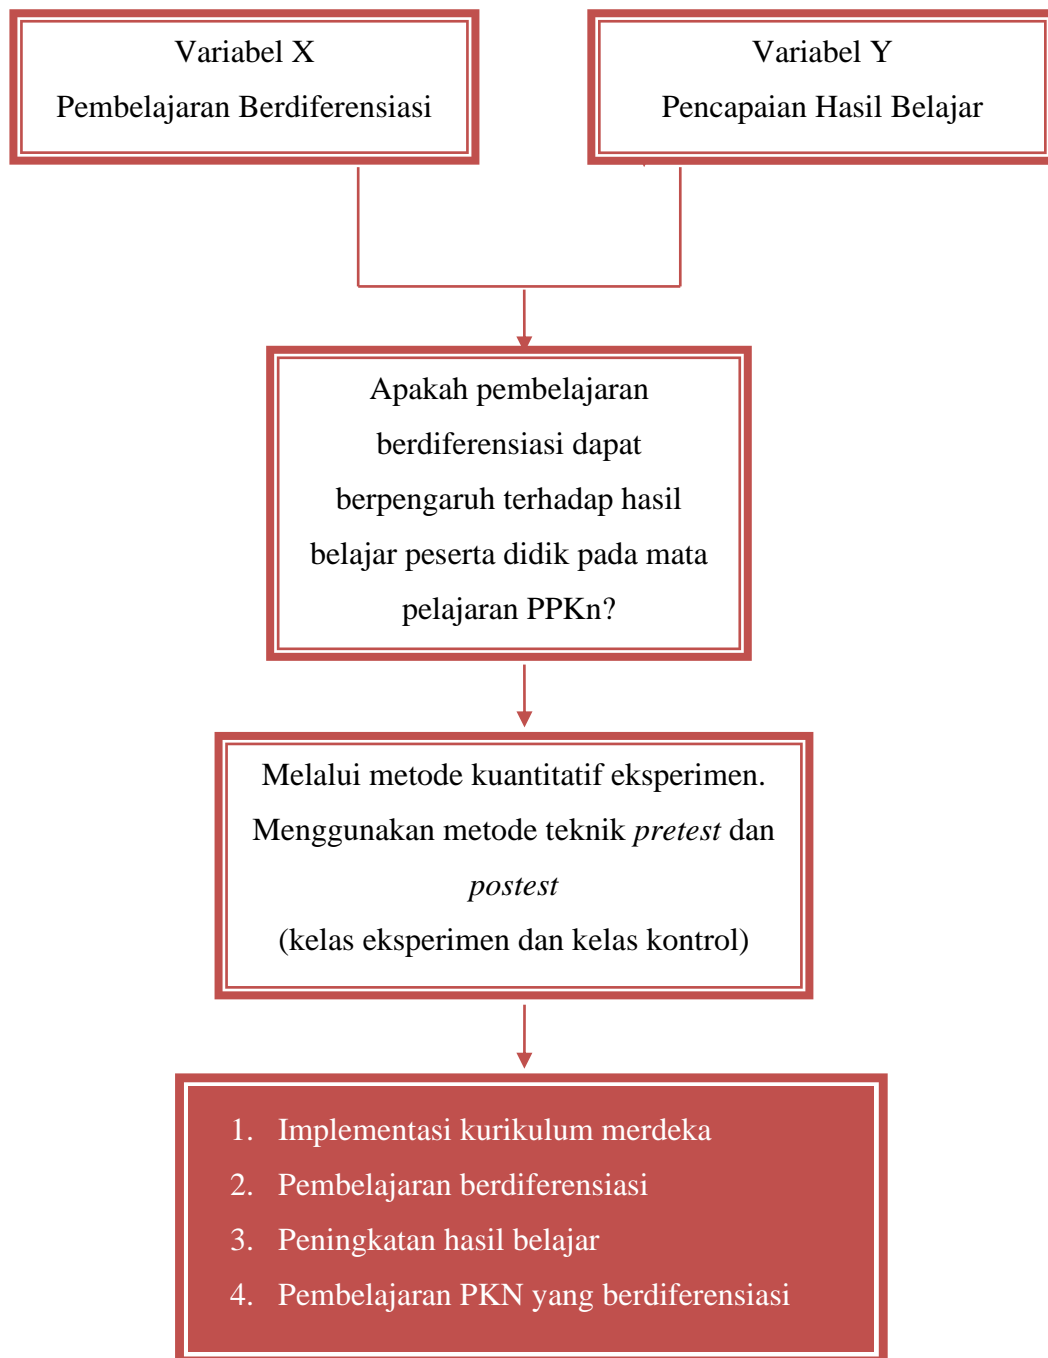 Variabel X
Pembelajaran Berdiferensiasi
Variabel Y
Pencapaian Hasil Belajar
Apakah pembelajaran
berdiferensiasi dapat
berpengaruh terhadap hasil
belajar peserta didik pada mata
pelajaran PPKn?
Melalui metode kuantitatif eksperimen.
Menggunakan metode teknik pretest dan
postest
(kelas eksperimen dan kelas kontrol)
1. Implementasi kurikulum merdeka
2. Pembelajaran berdiferensiasi
3. Peningkatan hasil belajar
4. Pembelajaran PKN yang berdiferensiasi